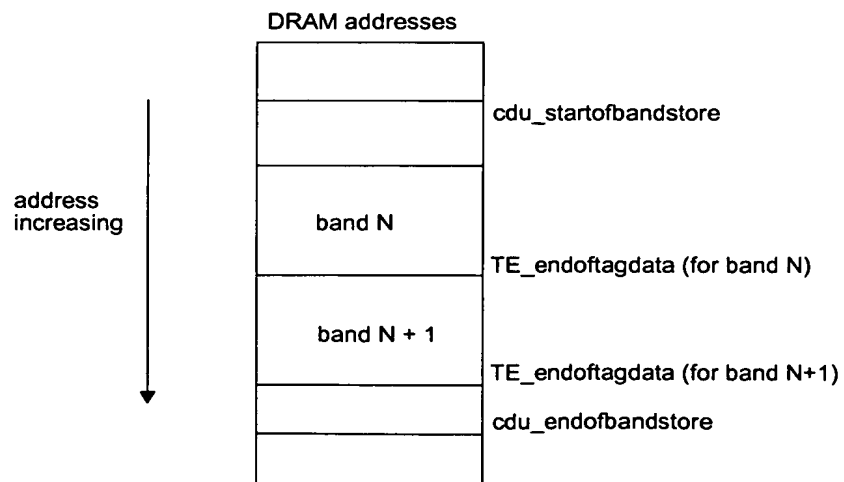 DRAM addresses
cdu_startofbandstore
address
increasing
band N
TE_endoftagdata (for band N)
band N + 1
TE_endoftagdata (for band N+1)
cdu_endofbandstore